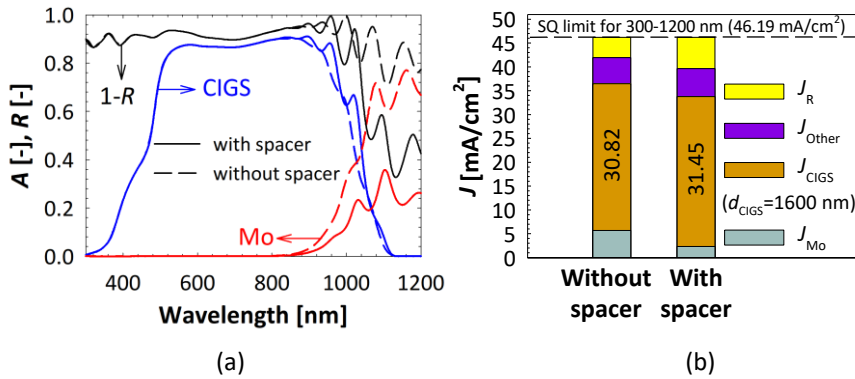 1.0
0.8
0.6
0.4
0.2
0.0
A [-], R [-]
1-R
CIGS
with spacer
without spacer
Mo
400 600 800 1000 1200
Wavelength [nm]
(a)
50
45
40
35
30
25
20
15
10
5
0
J [mA/cm²]
SQ limit for 300-1200 nm (46.19 mA/cm²)
30.82
31.45
J_R
J_Other
J_CIGS
(d_CIGS=1600 nm)
J_Mo
Without spacer
With spacer
(b)